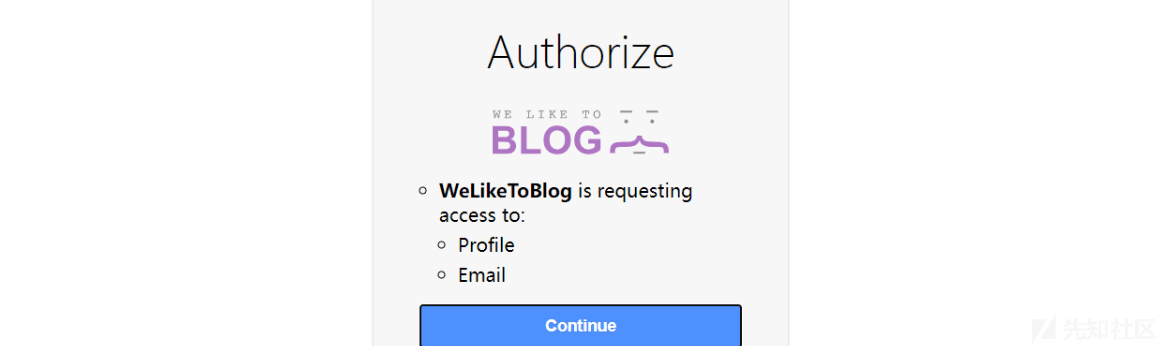 Authorize
WE LIKE TO
BLOG
WeLikeToBlog is requesting
access to:
Profile
Email
Continue
先知社区